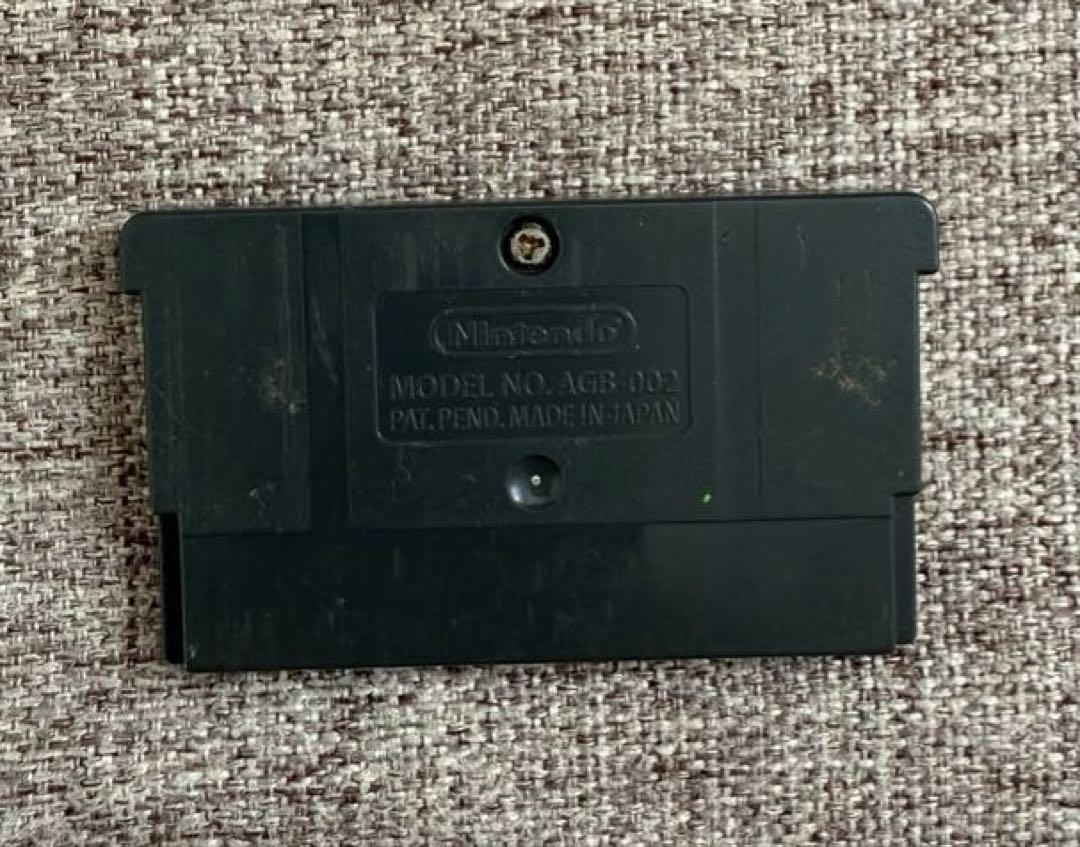 Nintendo
MODEL NO. AGB-002
PAT. PEND. MADE IN JAPAN